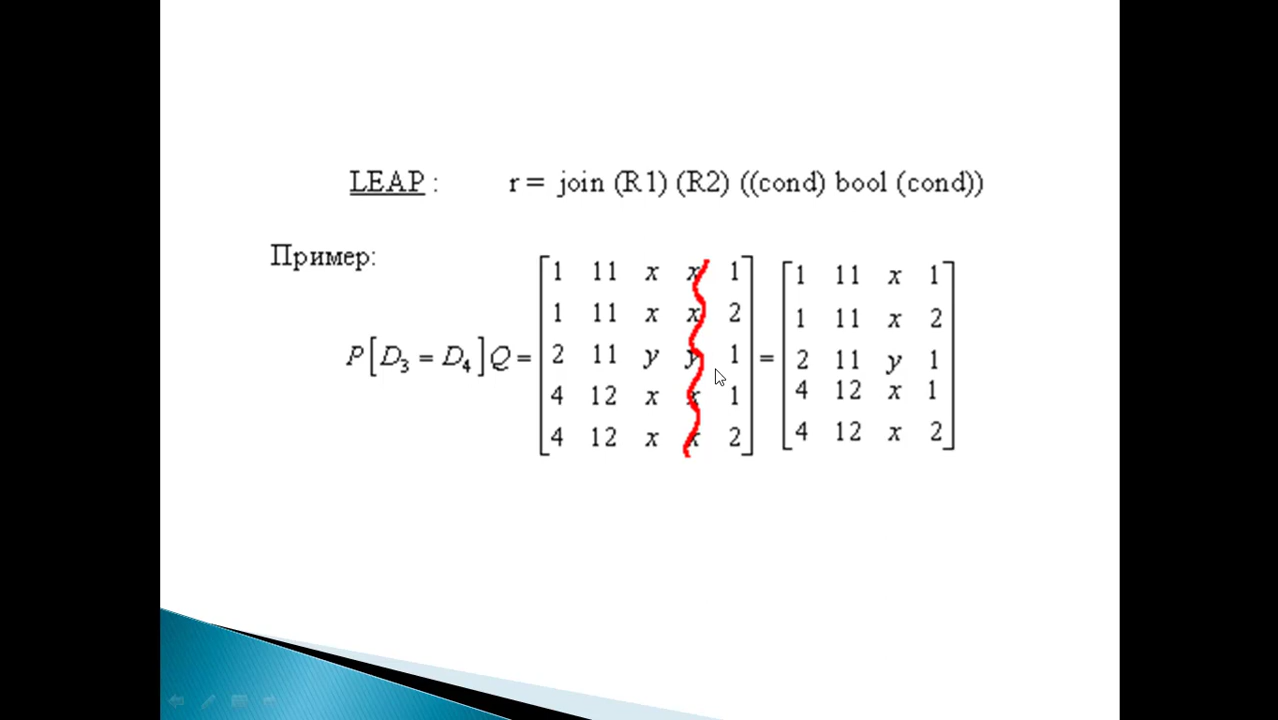 LEAP :    r = join (R1) (R2) ((cond) bool (cond))
Пример:
P[D₃ = D₄]Q = [1 11 x x 1; 1 11 x x 2; 2 11 y y 1; 4 12 x x 1; 4 12 x x 2] = [1 11 x 1; 1 11 x 2; 2 11 y 1; 4 12 x 1; 4 12 x 2]